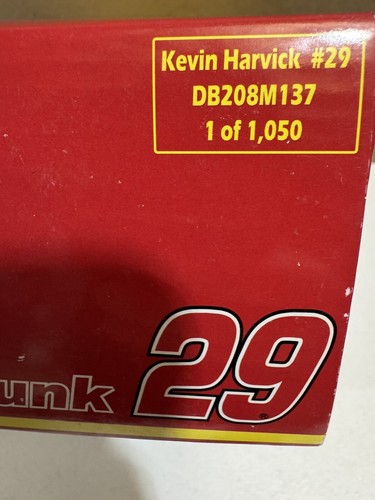 Kevin Harvick #29
DB208M137
1 of 1,050
unk 29